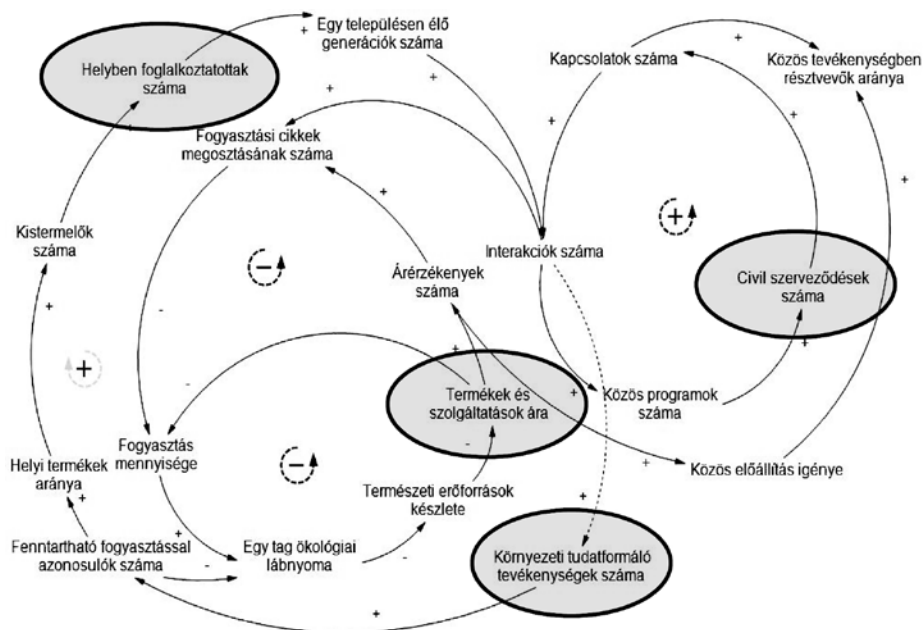 Egy településen élő
generációk száma
Helyben foglalkoztatottak
száma
Kapcsolatok száma
Közös tevékenységben
résztvevők aránya
Fogyasztási cikkek
megosztásának száma
Kistermelők
száma
Interakciók száma
Árérzékenyek
száma
Civil szerveződések
száma
Termékek és
szolgáltatások ára
Közös programok
száma
Fogyasztás
mennyisége
Helyi termékek
aránya
Közös előállítás igénye
Természeti erőforrások
készlete
Fenntartható fogyasztással
azonosulók száma
Egy tag ökológiai
lábnyoma
Környezeti tudatformáló
tevékenységek száma